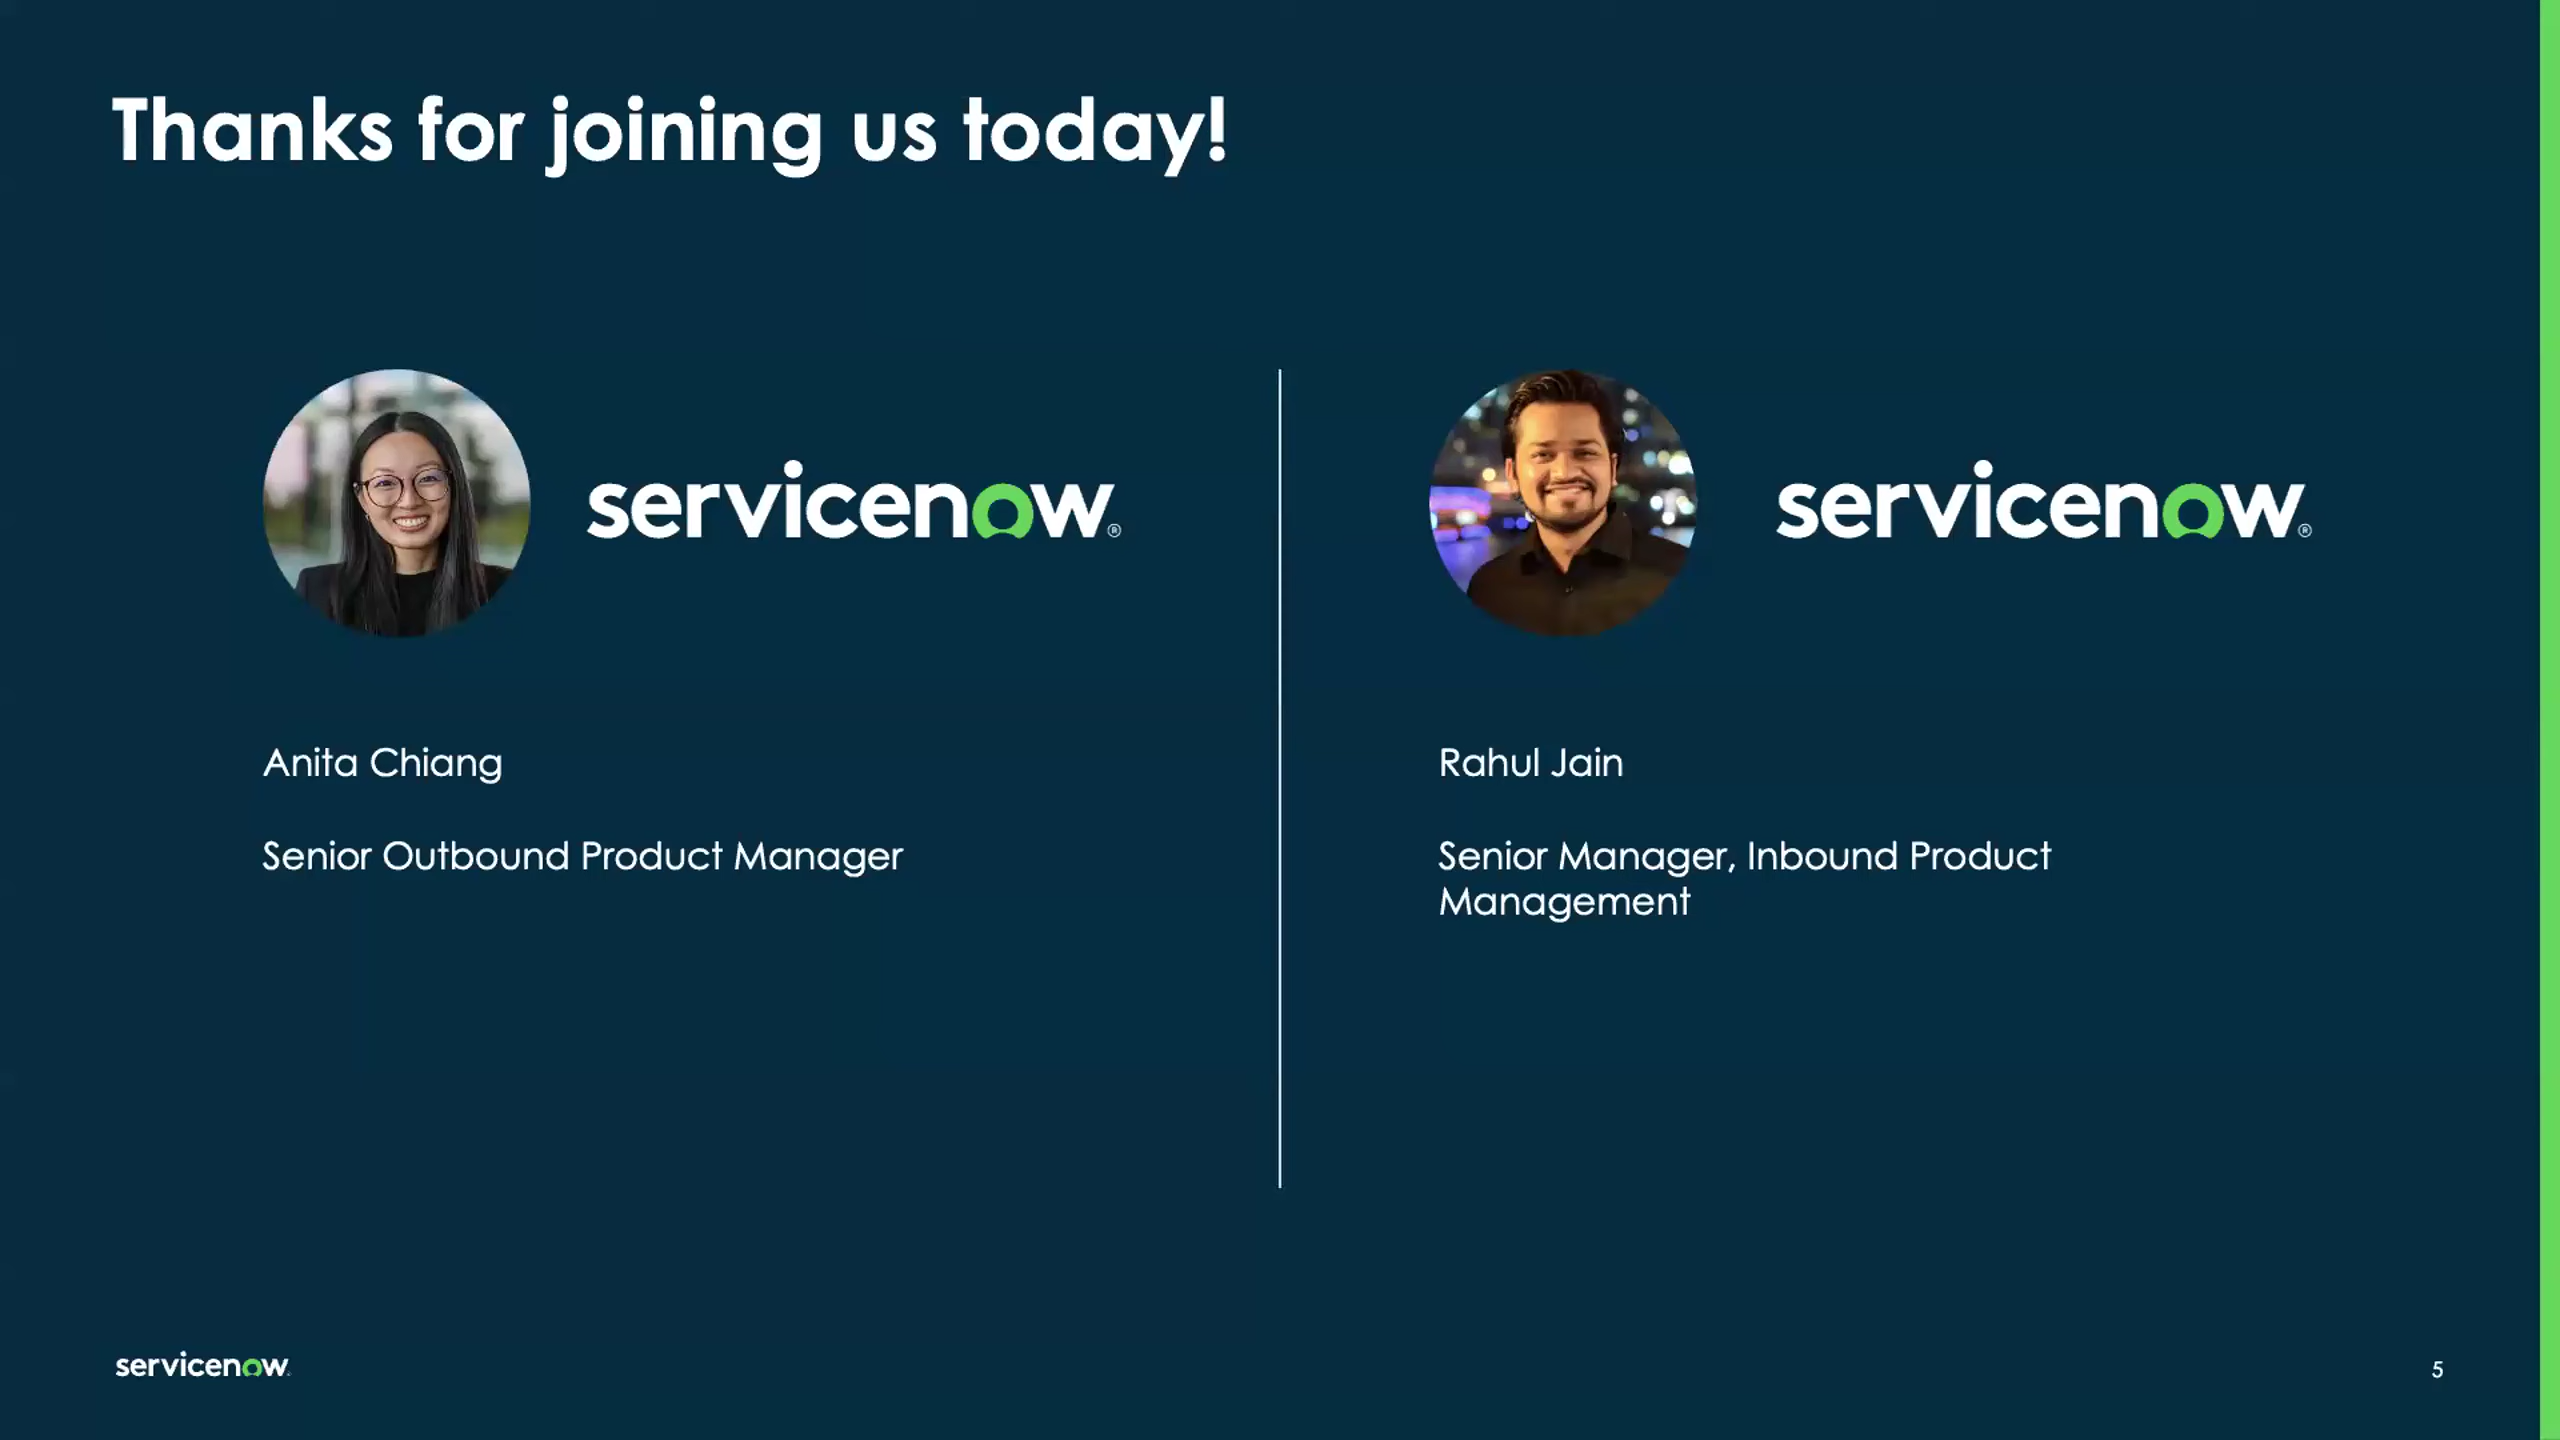 Thanks for joining us today!
servicenow®
Anita Chiang
Senior Outbound Product Manager
servicenow®
Rahul Jain
Senior Manager, Inbound Product
Management
servicenow
5